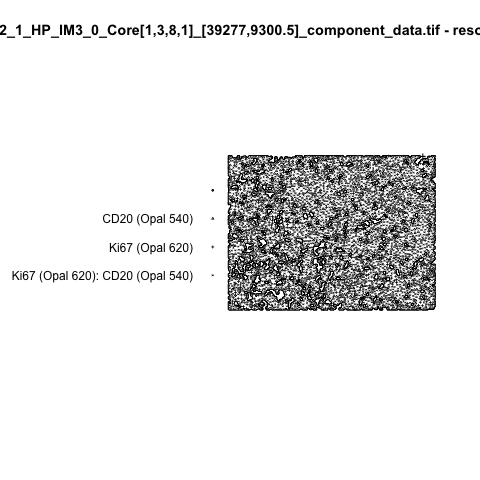 2_1_HP_IM3_0_Core[1,3,8,1]_[39277,9300.5]_component_data.tif - reso
CD20 (Opal 540)
Ki67 (Opal 620)
Ki67 (Opal 620): CD20 (Opal 540)